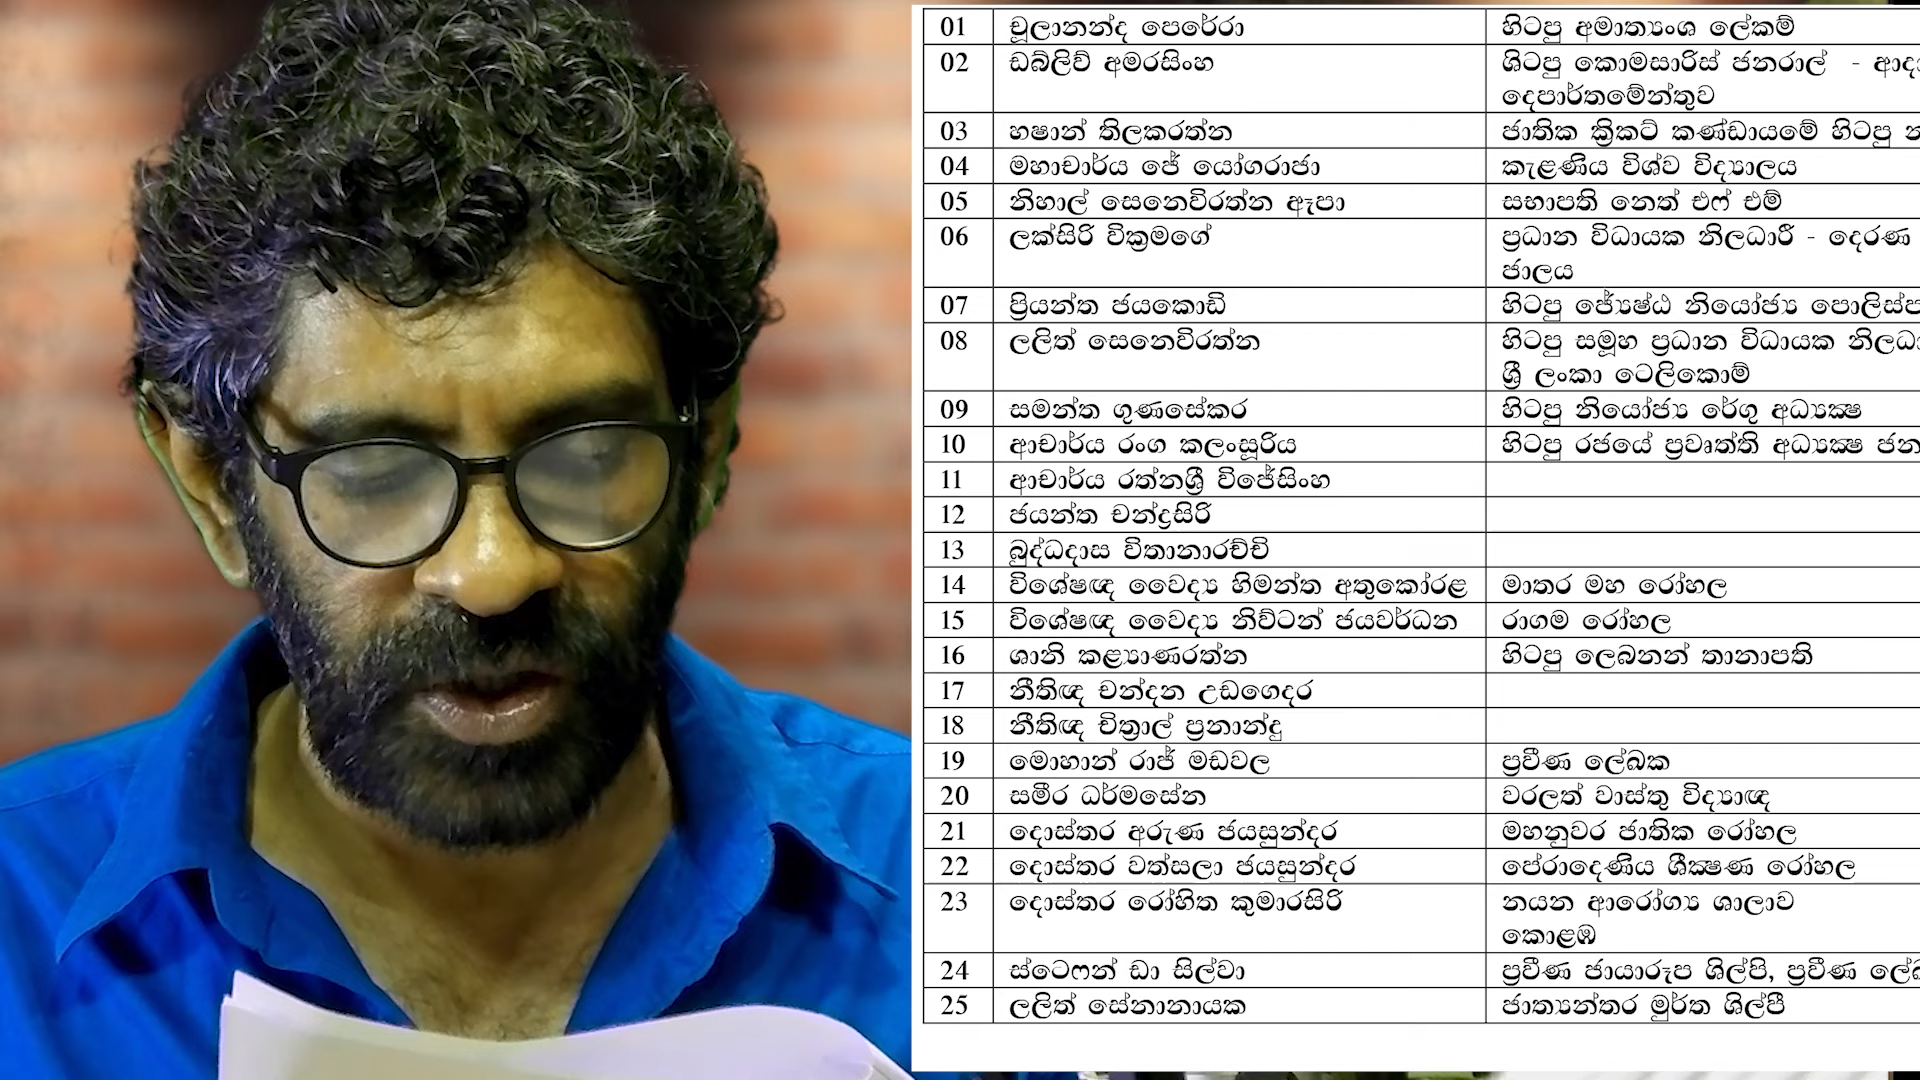 01 චූලානන්ද පෙරේරා හිටපු අමාත්‍යංශ ලේකම්
02 ඩබ්ලිව් අමරසිංහ ශිටපු කොමසාරිස් ජනරාල් -
දෙපාර්තමේන්තුව
03 හෂාන් තිලකරත්න ජාතික ක්‍රිකට් කණ්ඩායමේ හිටපු
04 මහාචාර්ය ජේ යෝගරාජා කැළණිය විශ්ව විද්‍යාලය
05 නිහාල් සෙනෙවිරත්න ඈපා සභාපති නෙත් එෆ් එම්
06 ලක්සිරි වික්‍රමගේ ප්‍රධාන විධායක නිලධාරී - දෙරණ
ජාලය
07 ප්‍රියන්ත ජයකොඩි හිටපු ජ්‍යේෂ්ඨ නියෝජ්‍ය
08 ලලිත් සෙනෙවිරත්න හිටපු සමූහ ප්‍රධාන විධායක
ශ්‍රී ලංකා ටෙලිකොම්
09 සමන්ත ගුණසේකර හිටපු නියෝජ්‍ය රේගු අධ්‍යක්‍ෂ
10 ආචාර්ය රංග කලංසූරිය හිටපු රජයේ ප්‍රවෘත්ති අධ්‍යක්‍ෂ
11 ආචාර්ය රත්නශ්‍රී විජේසිංහ
12 ජයන්ත චන්ද්‍රසිරි
13 බුද්ධදාස විතානාරච්චි
14 විශේෂඥ වෛද්‍ය හිමන්ත අතුකෝරළ මාතර මහ රෝහල
15 විශේෂඥ වෛද්‍ය නිව්ටන් ජයවර්ධන රාගම රෝහල
16 ශානි කළ්‍යාණරත්න හිටපු ලෙබනන් තානාපති
17 නීතිඥ චන්දන උඩගෙදර
18 නීතිඥ චිත්‍රාල් ප්‍රනාන්දු
19 මොහාන් රාජ් මඩවල ප්‍රවීණ ලේඛක
20 සමීර ධර්මසේන වරලත් වාස්තු විද්‍යාඥ
21 දොස්තර අරුණ ජයසුන්දර මහනුවර ජාතික රෝහල
22 දොස්තර වත්සලා ජයසුන්දර පේරාදෙණිය ශීක්‍ෂණ රෝහල
23 දොස්තර රෝහිත කුමාරසිරි නයන ආරෝග්‍ය ශාලාව
කොළඹ
24 ස්ටෙෆන් ඩා සිල්වා ප්‍රවීණ ජායාරූප ශිල්පි, ප්‍රවීණ
25 ලලිත් සේනානායක ජාත්‍යන්තර මුර්ත ශිල්පී